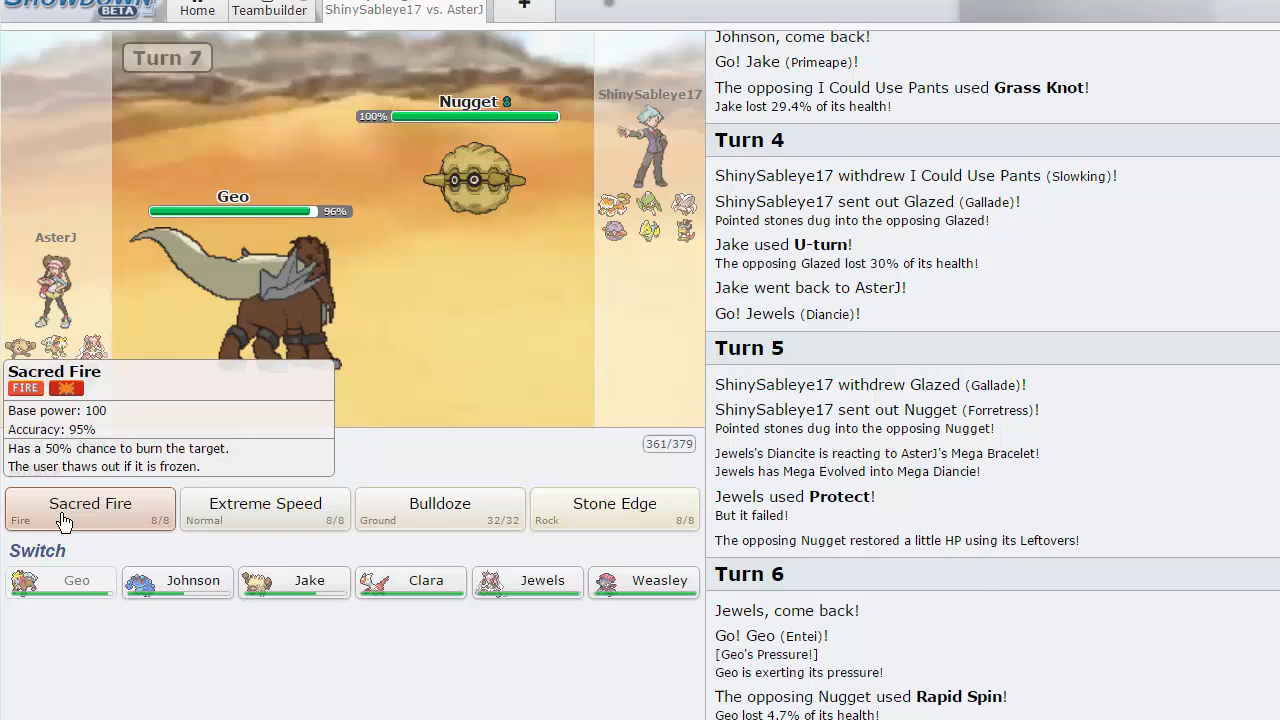 SHOWDOWN
BETA
Home
Teambuilder
ShinySableye17 vs. AsterJ
+
Turn 7
Nugget
100%
ShinySableye17
Geo
96%
AsterJ
Sacred Fire
FIRE
Base power: 100
Accuracy: 95%
Has a 50% chance to burn the target.
The user thaws out if it is frozen.
361/379
Sacred Fire
Fire 8/8
Extreme Speed
Normal 8/8
Bulldoze
Ground 32/32
Stone Edge
Rock 8/8
Switch
Geo
Johnson
Jake
Clara
Jewels
Weasley
Johnson, come back!
Go! Jake (Primeape)!
The opposing I Could Use Pants used Grass Knot!
Jake lost 29.4% of its health!
Turn 4
ShinySableye17 withdrew I Could Use Pants (Slowking)!
ShinySableye17 sent out Glazed (Gallade)!
Pointed stones dug into the opposing Glazed!
Jake used U-turn!
The opposing Glazed lost 30% of its health!
Jake went back to AsterJ!
Go! Jewels (Diancie)!
Turn 5
ShinySableye17 withdrew Glazed (Gallade)!
ShinySableye17 sent out Nugget (Forretress)!
Pointed stones dug into the opposing Nugget!
Jewels's Diancite is reacting to AsterJ's Mega Bracelet!
Jewels has Mega Evolved into Mega Diancie!
Jewels used Protect!
But it failed!
The opposing Nugget restored a little HP using its Leftovers!
Turn 6
Jewels, come back!
Go! Geo (Entei)!
[Geo's Pressure!]
Geo is exerting its pressure!
The opposing Nugget used Rapid Spin!
Geo lost 4.7% of its health!